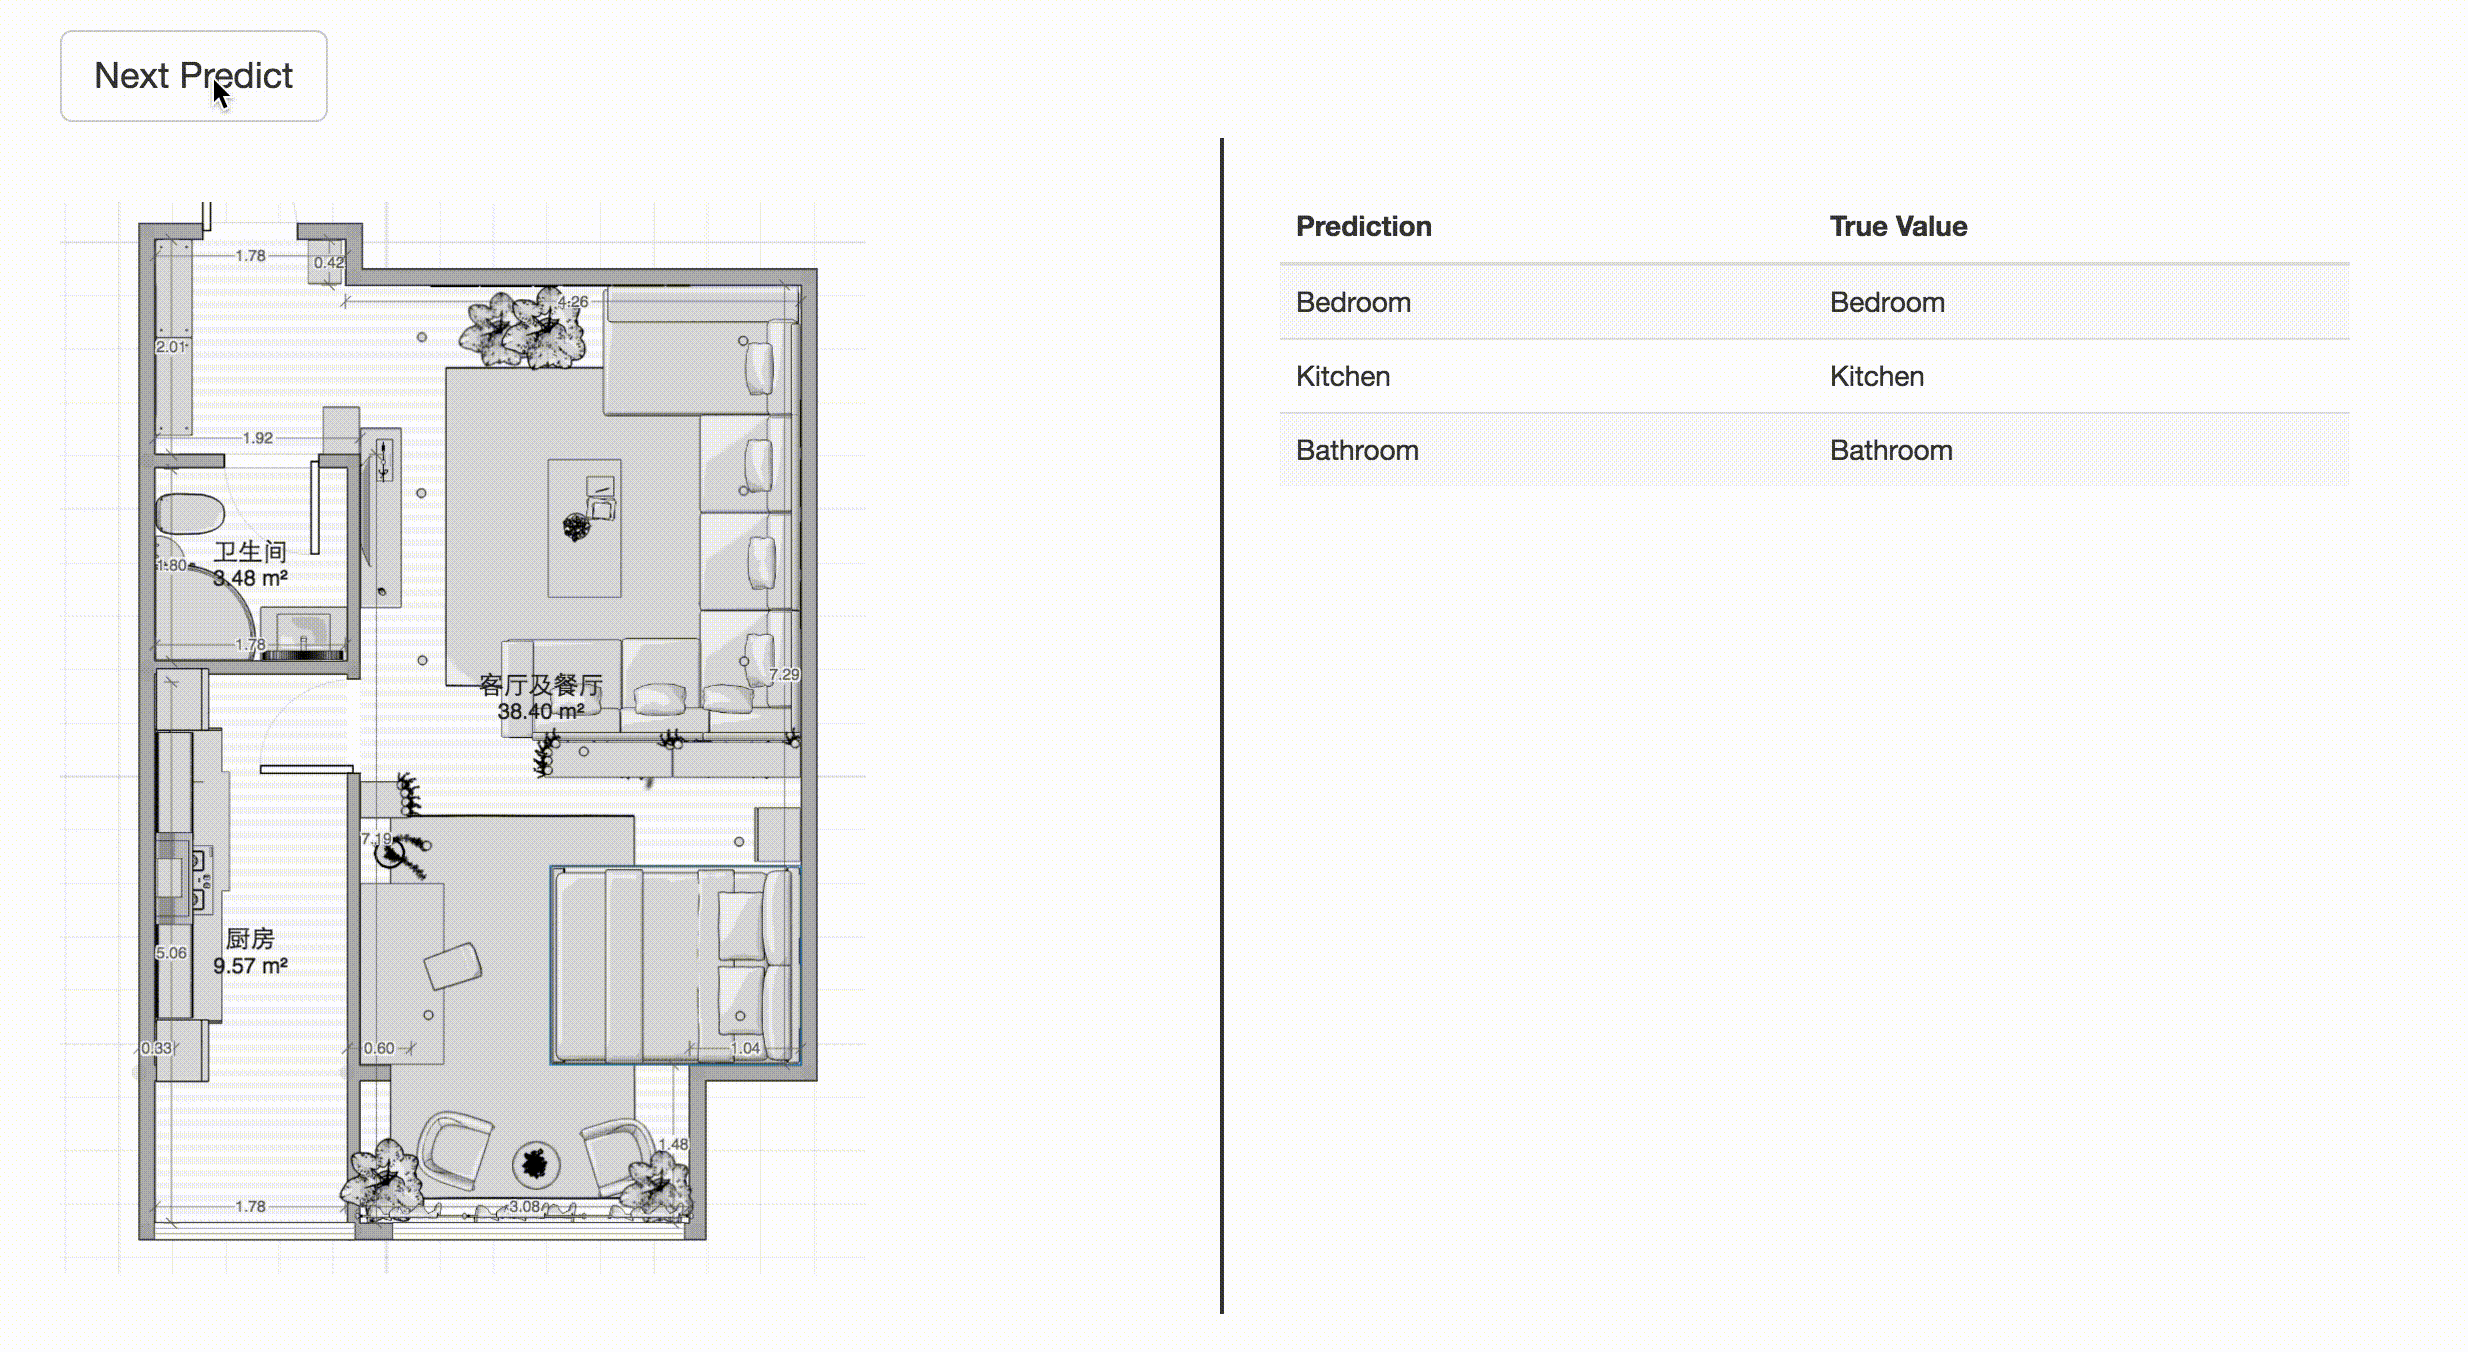 Next Predict
1.78
0.42
4.26
2.01
1.92
卫生间
1.80
3.48 m²
1.78
7.29
客厅及餐厅
38.40 m²
7.19
厨房
5.06
9.57 m²
0.33
0.60
1.04
1.48
1.78
3.08
Prediction True Value
Bedroom Bedroom
Kitchen Kitchen
Bathroom Bathroom